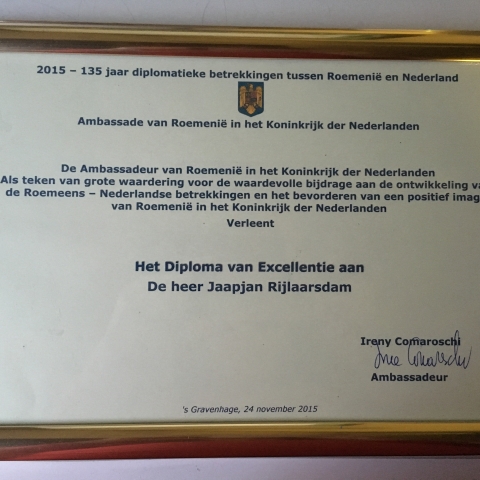 2015 – 135 jaar diplomatieke betrekkingen tussen Roemenië en Nederland
Ambassade van Roemenië in het Koninkrijk der Nederlanden
De Ambassadeur van Roemenië in het Koninkrijk der Nederlanden
Als teken van grote waardering voor de waardevolle bijdrage aan de ontwikkeling va
de Roemeens – Nederlandse betrekkingen en het bevorderen van een positief imag
van Roemenië in het Koninkrijk der Nederlanden
Verleent
Het Diploma van Excellentie aan
De heer Jaapjan Rijlaarsdam
Ireny Comaroschi
Ambassadeur
's Gravenhage, 24 november 2015